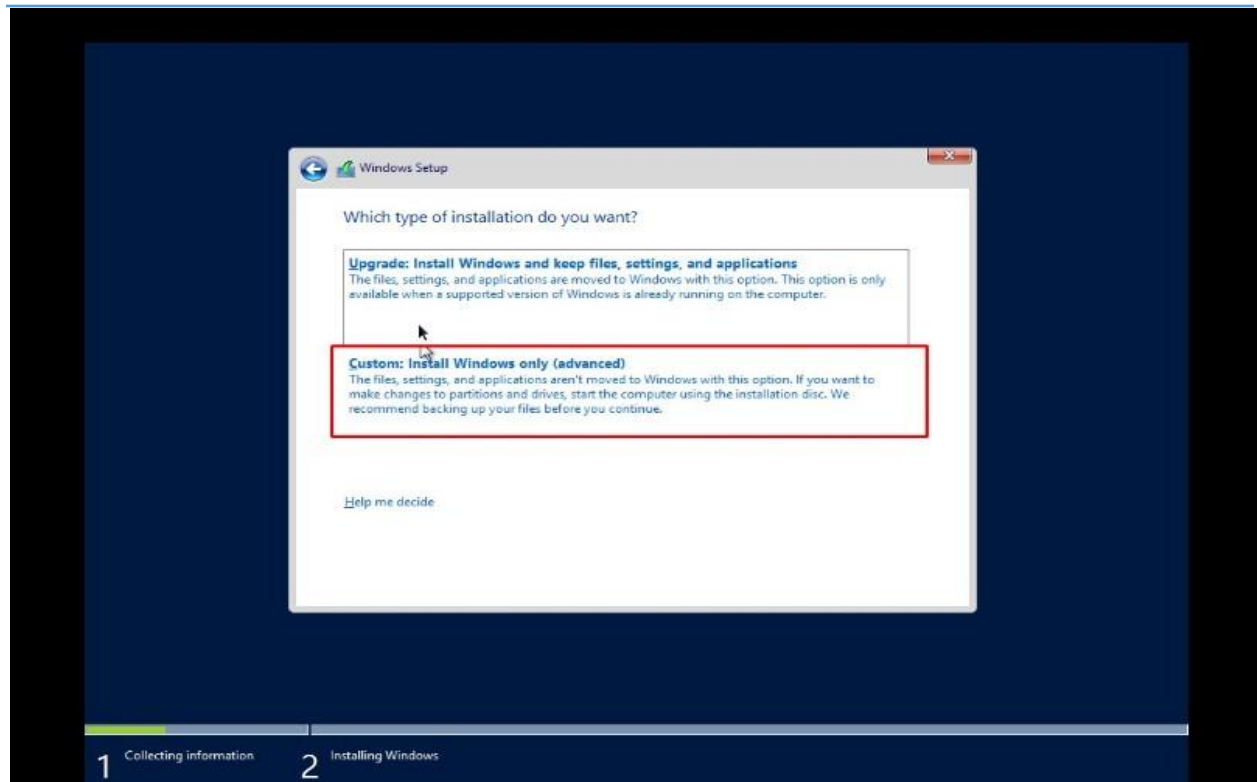 Windows Setup
Which type of installation do you want?
Upgrade: Install Windows and keep files, settings, and applications
The files, settings, and applications are moved to Windows with this option. This option is only
available when a supported version of Windows is already running on the computer.
Custom: Install Windows only (advanced)
The files, settings, and applications aren't moved to Windows with this option. If you want to
make changes to partitions and drives, start the computer using the installation disc. We
recommend backing up your files before you continue.
Help me decide
1 Collecting information 2 Installing Windows